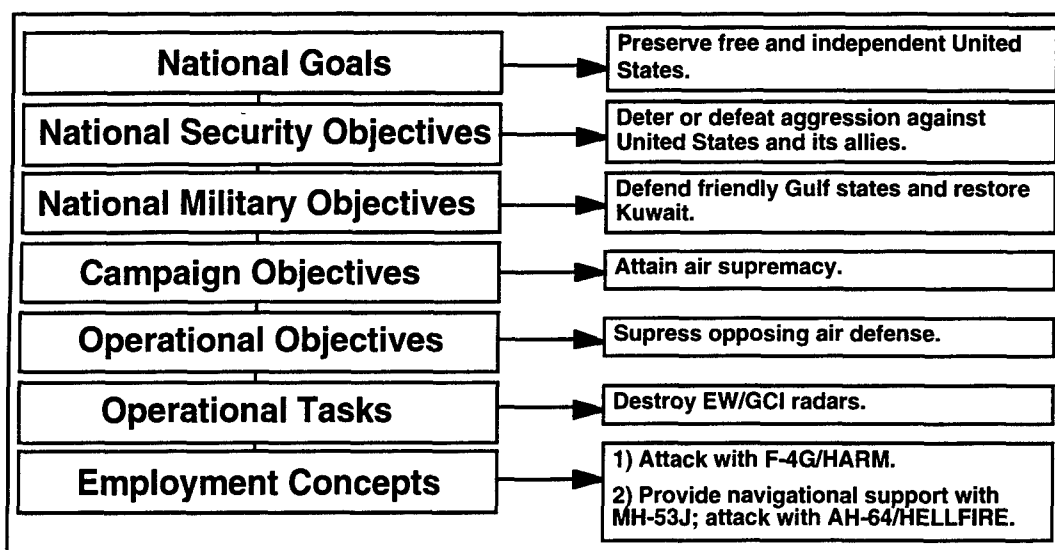 National Goals
Preserve free and independent United
States.
National Security Objectives
Deter or defeat aggression against
United States and its allies.
National Military Objectives
Defend friendly Gulf states and restore
Kuwait.
Campaign Objectives
Attain air supremacy.
Operational Objectives
Supress opposing air defense.
Operational Tasks
Destroy EW/GCI radars.
Employment Concepts
1) Attack with F-4G/HARM.
2) Provide navigational support with
MH-53J; attack with AH-64/HELLFIRE.